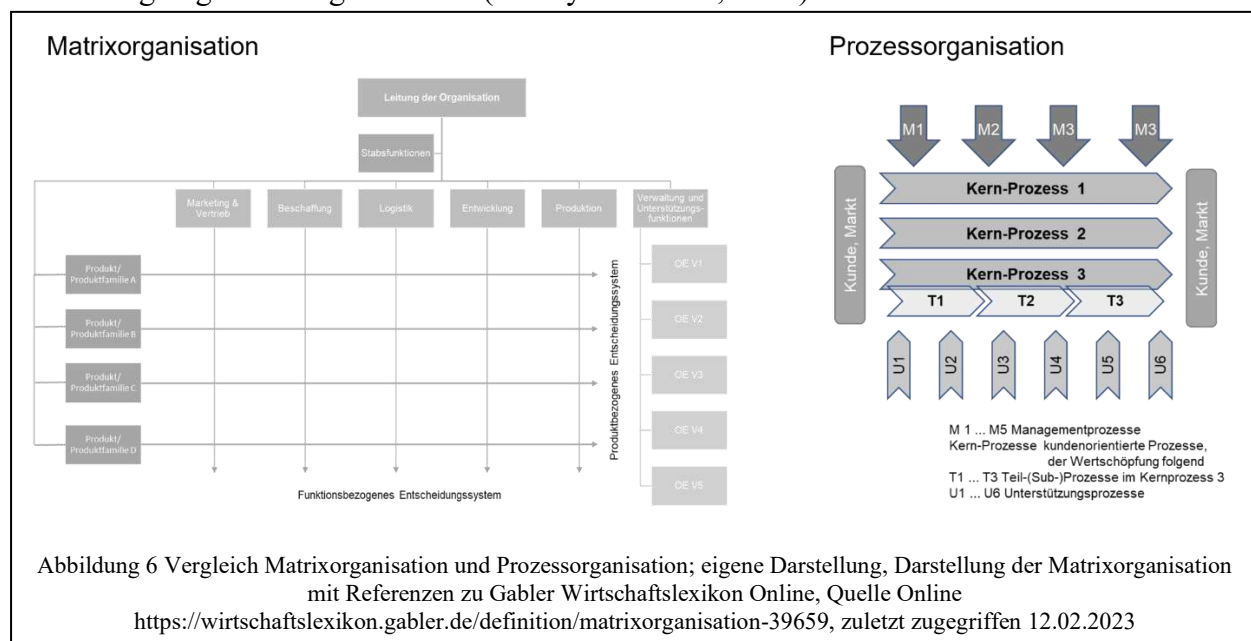 Matrixorganisation
Leitung der Organisation
Stabsfunktionen
Marketing &
Vertrieb
Beschaffung
Logistik
Entwicklung
Produktion
Verwaltung und
Unterstützungs-
funktionen
Produkt/
Produktfamilie A
Produkt/
Produktfamilie B
Produkt/
Produktfamilie C
Produkt/
Produktfamilie D
Produktbezogenes Entscheidungssystem
OE V1
OE V2
OE V3
OE V4
OE V5
Funktionsbezogenes Entscheidungssystem
Prozessorganisation
M1
M2
M3
M3
Kunde, Markt
Kern-Prozess 1
Kern-Prozess 2
Kern-Prozess 3
T1
T2
T3
Kunde, Markt
U1
U2
U3
U4
U5
U6
M 1 ... M5 Managementprozesse
Kern-Prozesse kundenorientierte Prozesse,
der Wertschöpfung folgend
T1 ... T3 Teil-(Sub-)Prozesse im Kernprozess 3
U1 ... U6 Unterstützungsprozesse
Abbildung 6 Vergleich Matrixorganisation und Prozessorganisation; eigene Darstellung, Darstellung der Matrixorganisation
mit Referenzen zu Gabler Wirtschaftslexikon Online, Quelle Online
https://wirtschaftslexikon.gabler.de/definition/matrixorganisation-39659, zuletzt zugegriffen 12.02.2023